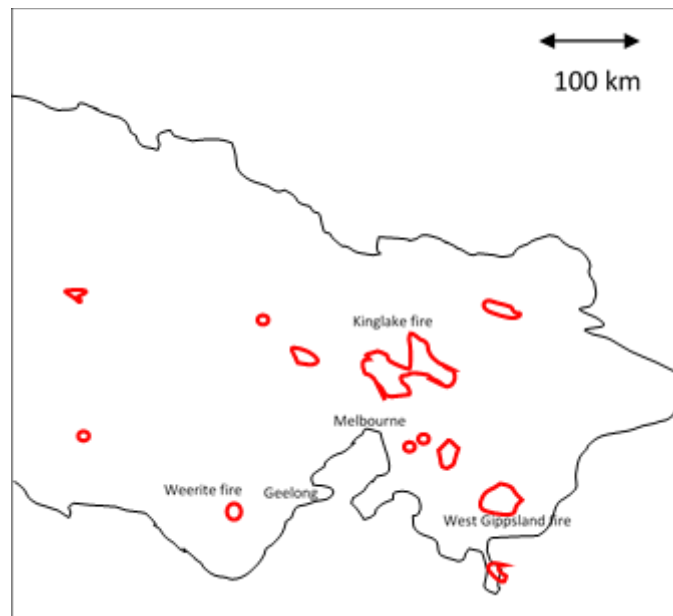 100 km
Kinglake fire
Melbourne
Weerite fire
Geelong
West Gippsland fire